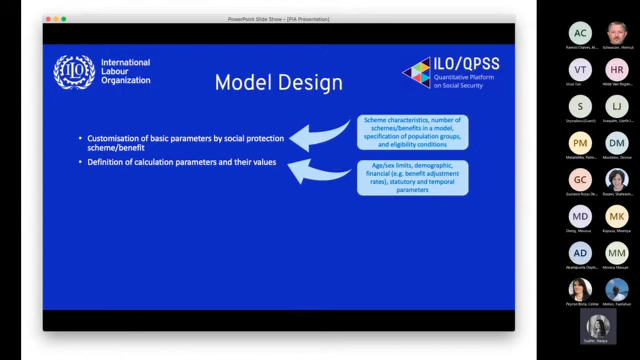 PowerPoint Slide Show - [PIA Presentation]
International
Labour
Organization
ILO/QPSS
Quantitative Platform
on Social Security
Model Design
• Customisation of basic parameters by social protection
scheme/benefit
• Definition of calculation parameters and their values
Scheme characteristics, number of
schemes/benefits in a model,
specification of population groups,
and eligibility conditions
Age/sex limits, demographic,
financial (e.g. benefit adjustment
rates), statutory and temporal
parameters
AC
Schwarzer, Helmut
VT
HR
S
LJ
PM
DM
GC
MD
MK
AD
MM